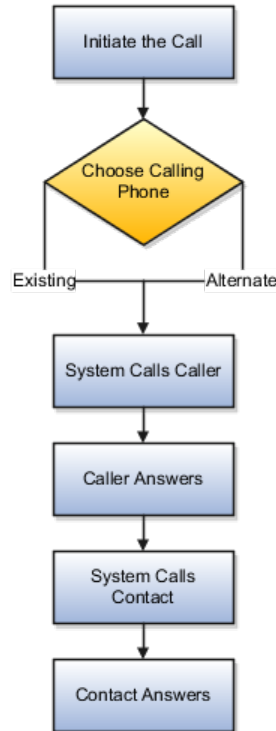 Initiate the Call
Choose Calling
Phone
Existing
Alternate
System Calls Caller
Caller Answers
System Calls
Contact
Contact Answers